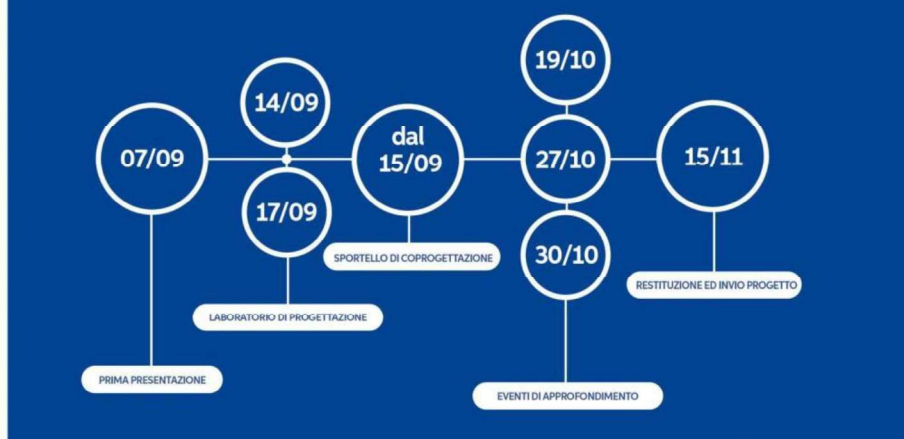 07/09
PRIMA PRESENTAZIONE
14/09
17/09
LABORATORIO DI PROGETTAZIONE
dal
15/09
SPORTELLO DI COPROGETTAZIONE
19/10
27/10
30/10
EVENTI DI APPROFONDIMENTO
15/11
RESTITUZIONE ED INVIO PROGETTO